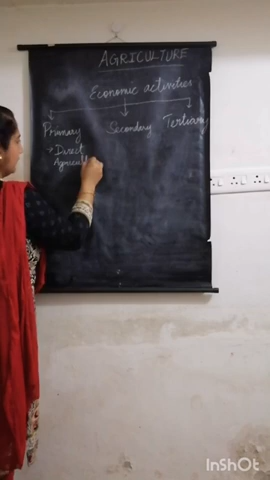 AGRICULTURE
Economic activities
Primary Secondary Tertiary
* Direct
Agricul
InShOt